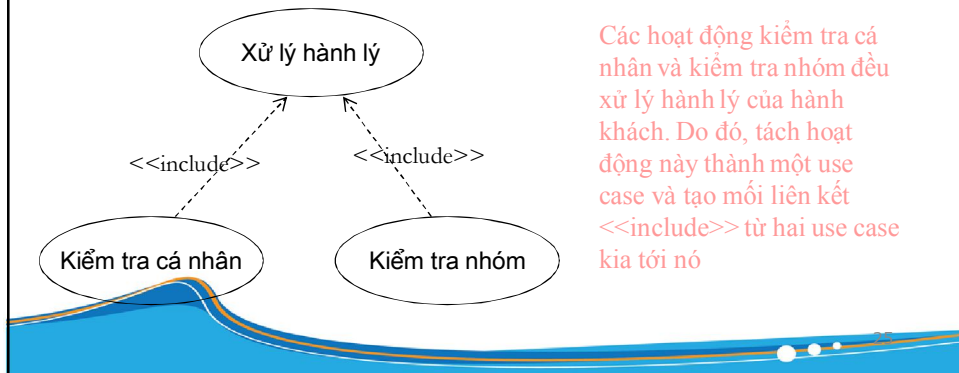 Xử lý hành lý
<<include>>
<<include>>
Kiểm tra cá nhân
Kiểm tra nhóm
Các hoạt động kiểm tra cá
nhân và kiểm tra nhóm đều
xử lý hành lý của hành
khách. Do đó, tách hoạt
động này thành một use
case và tạo mối liên kết
<<include>> từ hai use case
kia tới nó